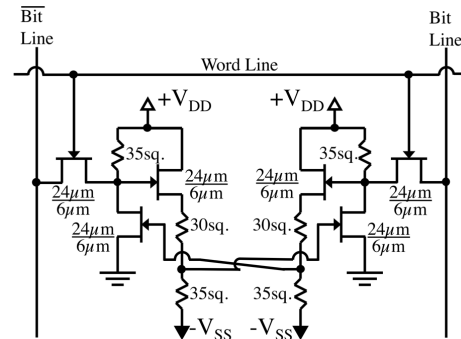 B̅i̅t̅
Line
Bit
Line
Word Line
+V_DD
+V_DD
35sq.
35sq.
24μm
6μm
24μm
6μm
24μm
6μm
24μm
6μm
30sq.
30sq.
24μm
6μm
24μm
6μm
35sq.
35sq.
-V_SS
-V_SS